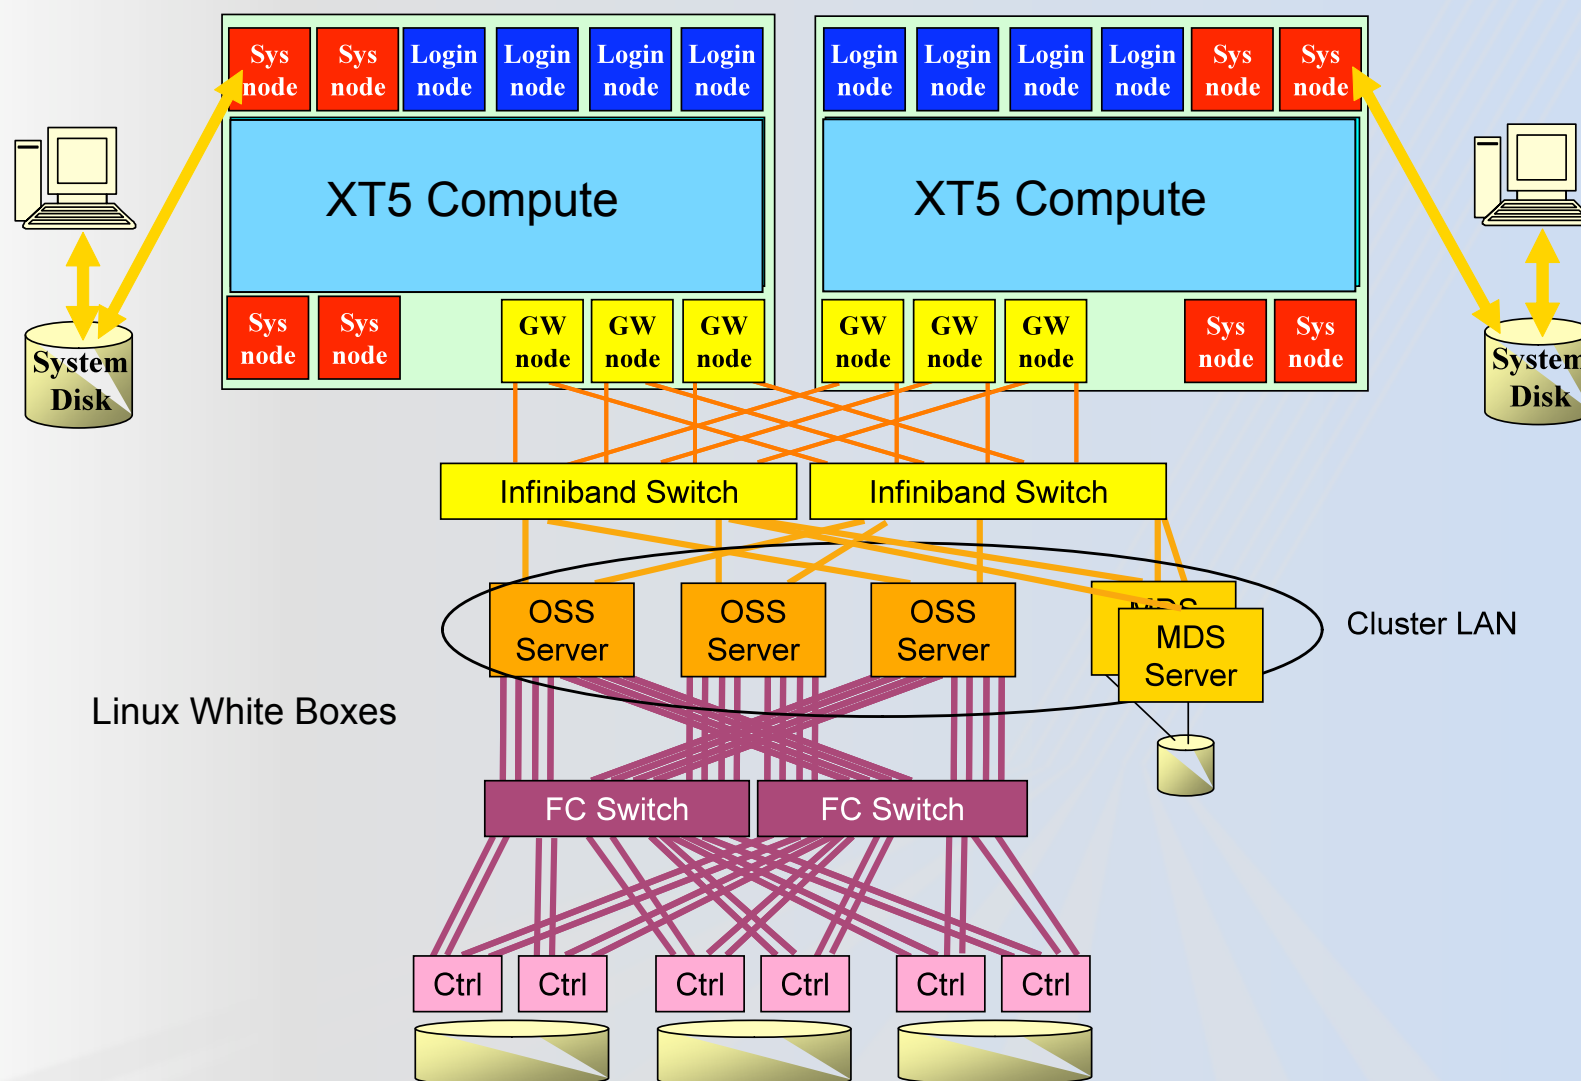 Sys node
Sys node
Login node
Login node
Login node
Login node
Login node
Login node
Login node
Login node
Sys node
Sys node
XT5 Compute
XT5 Compute
Sys node
Sys node
GW node
GW node
GW node
GW node
GW node
GW node
Sys node
Sys node
System
Disk
System
Disk
Infiniband Switch
Infiniband Switch
OSS
Server
OSS
Server
OSS
Server
MDS
MDS
Server
Cluster LAN
Linux White Boxes
FC Switch
FC Switch
Ctrl
Ctrl
Ctrl
Ctrl
Ctrl
Ctrl